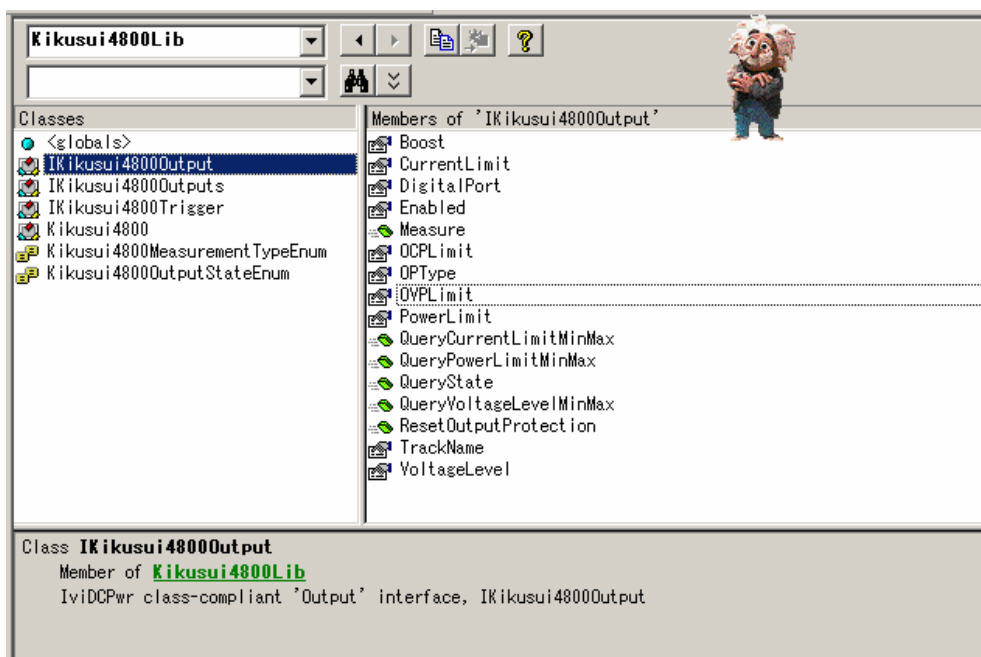 Kikusui4800Lib
Classes
Members of 'IKikusui4800Output'
<globals>
IKikusui4800Output
IKikusui4800Outputs
IKikusui4800Trigger
Kikusui4800
Kikusui4800MeasurementTypeEnum
Kikusui4800OutputStateEnum
Boost
CurrentLimit
DigitalPort
Enabled
Measure
OCPLimit
OPType
OVPLimit
PowerLimit
QueryCurrentLimitMinMax
QueryPowerLimitMinMax
QueryState
QueryVoltageLevelMinMax
ResetOutputProtection
TrackName
VoltageLevel
Class IKikusui4800Output
Member of Kikusui4800Lib
IviDCPwr class-compliant 'Output' interface, IKikusui4800Output